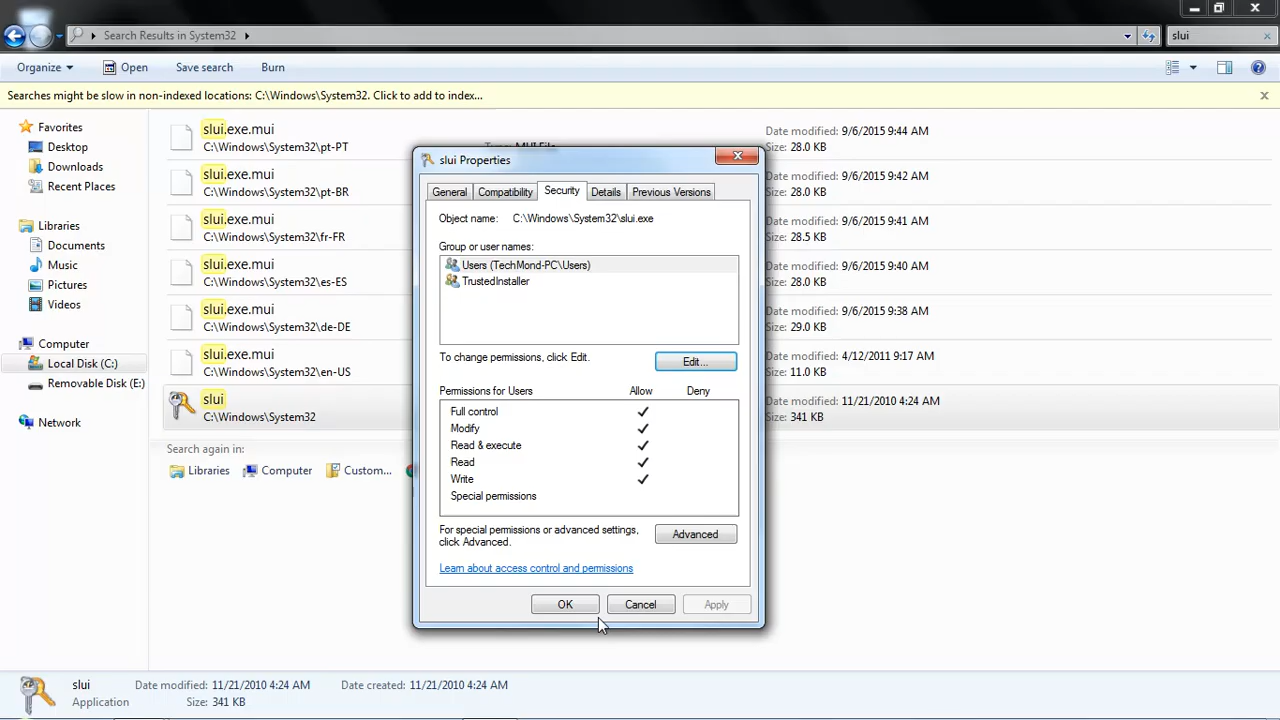 Search Results in System32
slui
Organize
Open
Save search
Burn
Searches might be slow in non-indexed locations: C:\Windows\System32. Click to add to index...
Favorites
Desktop
Downloads
Recent Places
Libraries
Documents
Music
Pictures
Videos
Computer
Local Disk (C:)
Removable Disk (E:)
Network
slui.exe.mui
C:\Windows\System32\pt-PT
Date modified: 9/6/2015 9:44 AM
Size: 28.0 KB
slui.exe.mui
C:\Windows\System32\pt-BR
Date modified: 9/6/2015 9:42 AM
Size: 28.0 KB
slui.exe.mui
C:\Windows\System32\fr-FR
Date modified: 9/6/2015 9:41 AM
Size: 28.5 KB
slui.exe.mui
C:\Windows\System32\es-ES
Date modified: 9/6/2015 9:40 AM
Size: 28.0 KB
slui.exe.mui
C:\Windows\System32\de-DE
Date modified: 9/6/2015 9:38 AM
Size: 29.0 KB
slui.exe.mui
C:\Windows\System32\en-US
Date modified: 4/12/2011 9:17 AM
Size: 11.0 KB
slui
C:\Windows\System32
Date modified: 11/21/2010 4:24 AM
Size: 341 KB
Search again in:
Libraries
Computer
Custom...
slui Properties
General
Compatibility
Security
Details
Previous Versions
Object name: C:\Windows\System32\slui.exe
Group or user names:
Users (TechMond-PC\Users)
TrustedInstaller
To change permissions, click Edit.
Edit...
Permissions for Users Allow Deny
Full control
Modify
Read & execute
Read
Write
Special permissions
For special permissions or advanced settings,
click Advanced.
Advanced
Learn about access control and permissions
OK
Cancel
Apply
slui
Application
Date modified: 11/21/2010 4:24 AM
Size: 341 KB
Date created: 11/21/2010 4:24 AM